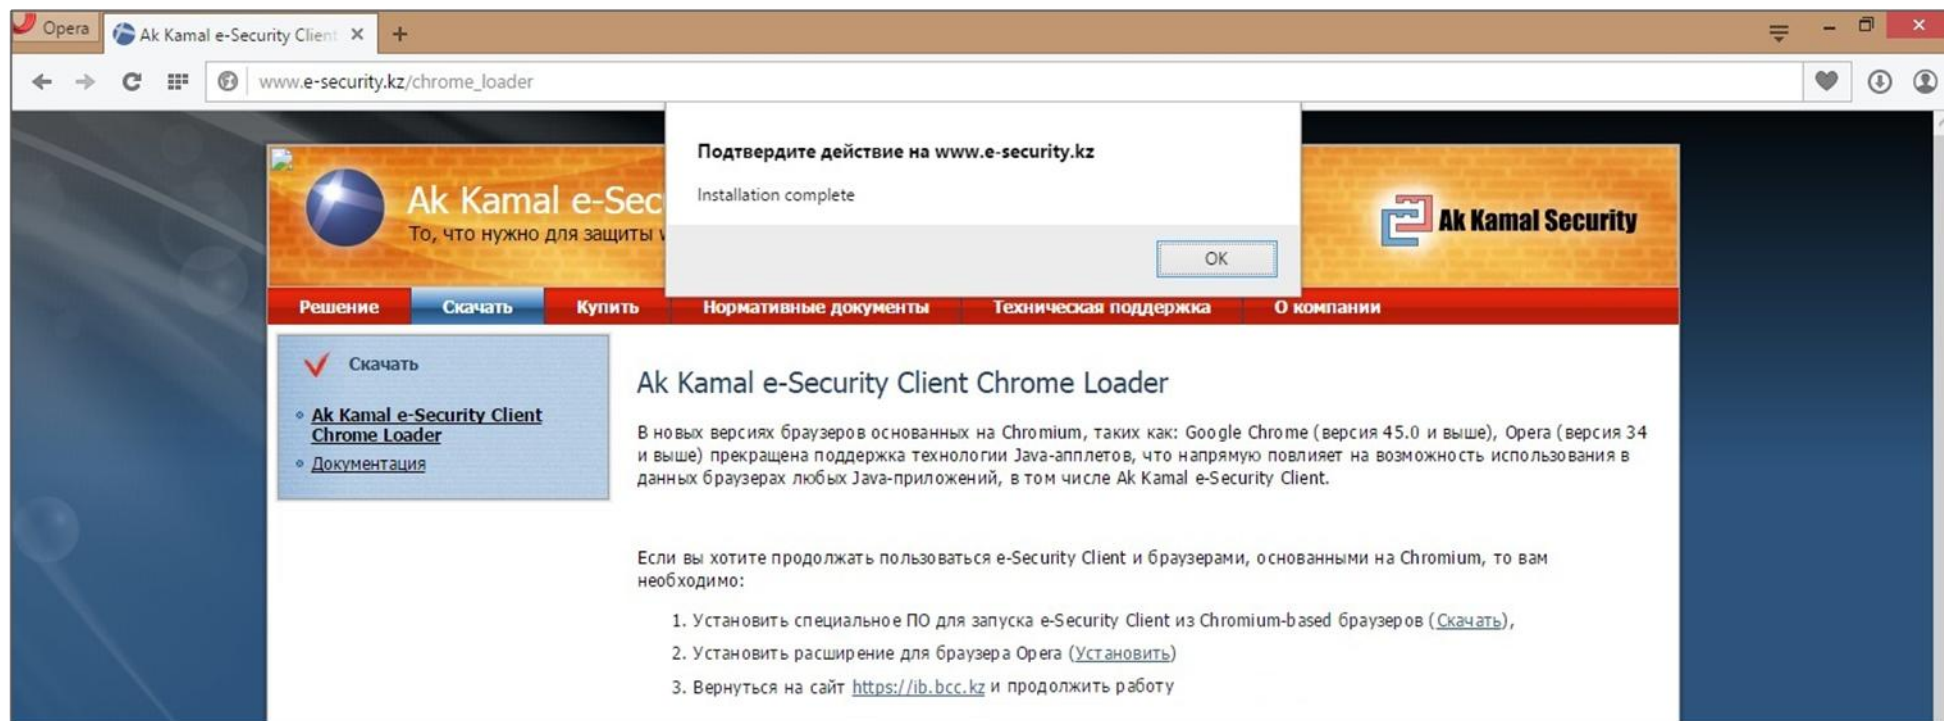 Opera
Ak Kamal e-Security Client
www.e-security.kz/chrome_loader
Подтвердите действие на www.e-security.kz
Installation complete
OK
Ak Kamal e-Sec
То, что нужно для защиты
Ak Kamal Security
Решение Скачать Купить Нормативные документы Техническая поддержка О компании
Скачать
Ak Kamal e-Security Client
Chrome Loader
Документация
Ak Kamal e-Security Client Chrome Loader
В новых версиях браузеров основанных на Chromium, таких как: Google Chrome (версия 45.0 и выше), Opera (версия 34
и выше) прекращена поддержка технологии Java-апплетов, что напрямую повлияет на возможность использования в
данных браузерах любых Java-приложений, в том числе Ak Kamal e-Security Client.
Если вы хотите продолжать пользоваться e-Security Client и браузерами, основанными на Chromium, то вам
необходимо:
1. Установить специальное ПО для запуска e-Security Client из Chromium-based браузеров (Скачать),
2. Установить расширение для браузера Opera (Установить)
3. Вернуться на сайт https://ib.bcc.kz и продолжить работу